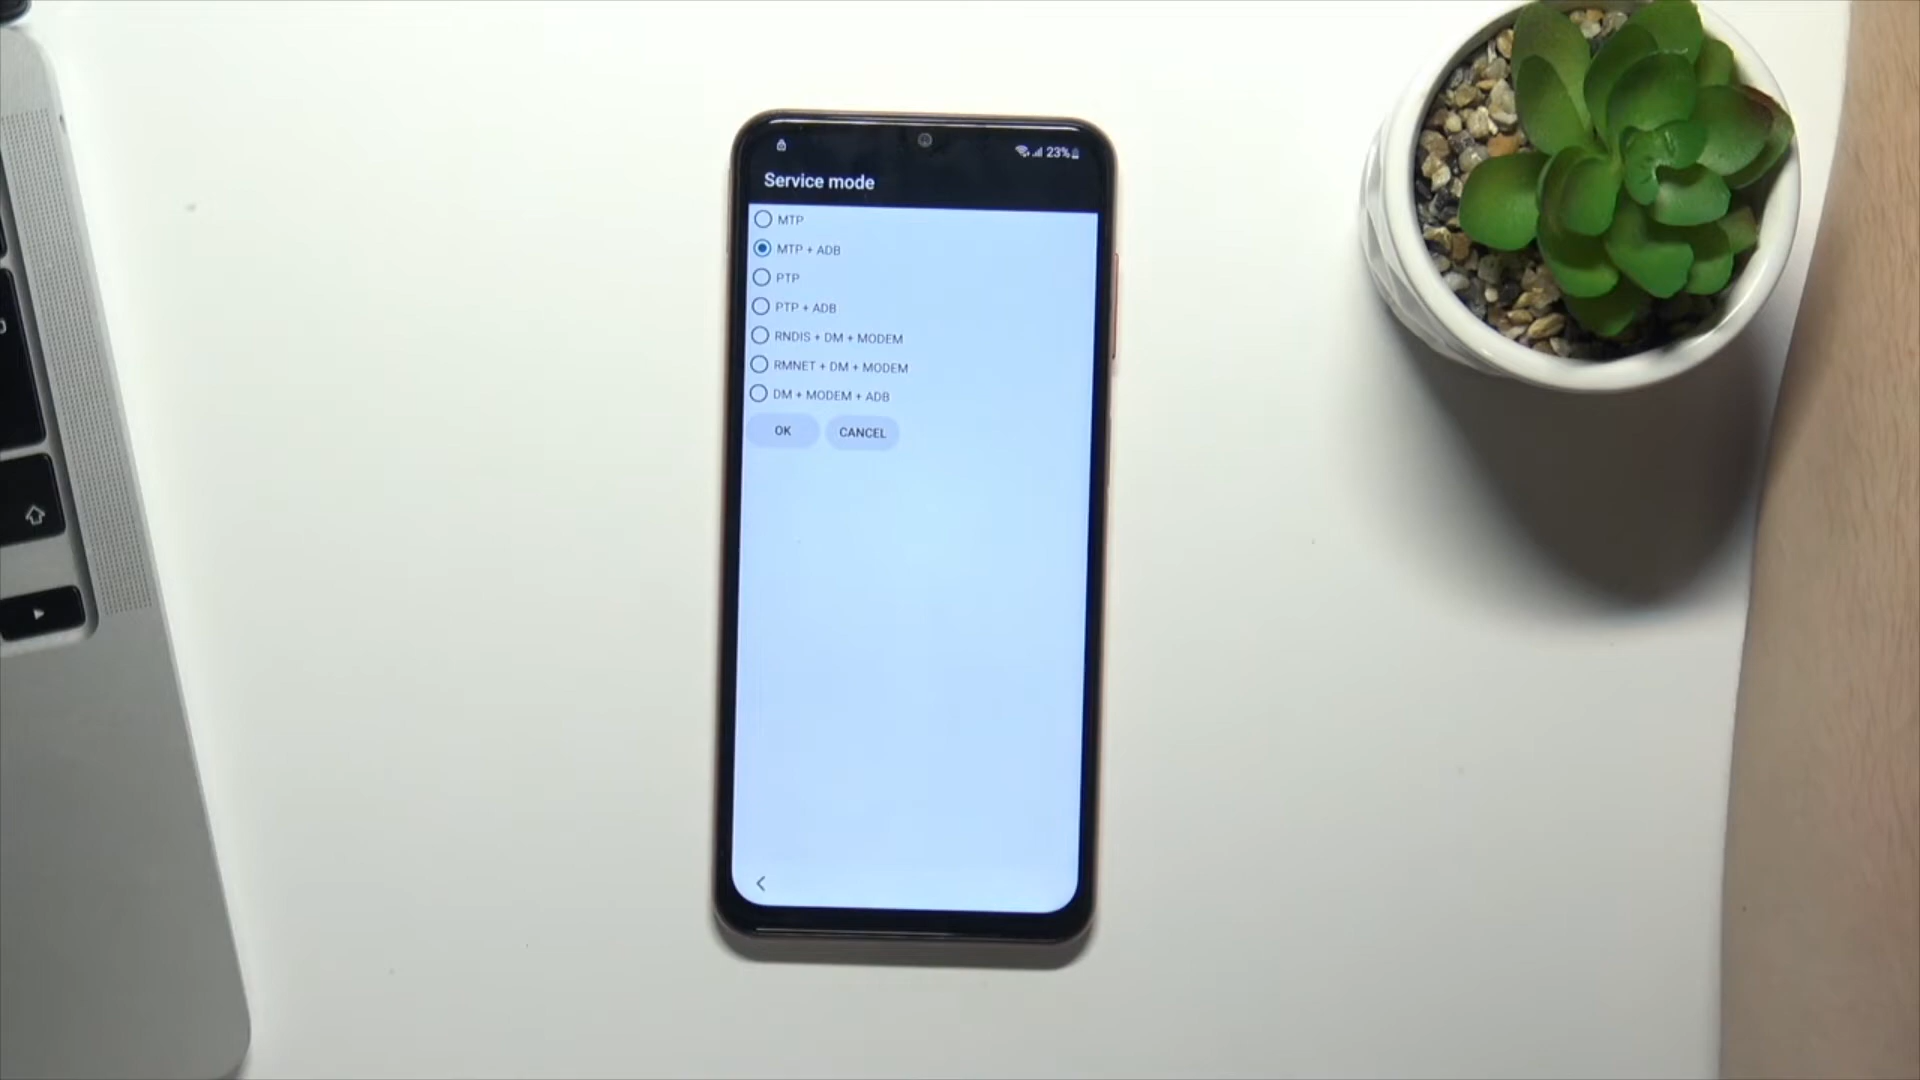 23%
Service mode
MTP
MTP + ADB
PTP
PTP + ADB
RNDIS + DM + MODEM
RMNET + DM + MODEM
DM + MODEM + ADB
OK CANCEL